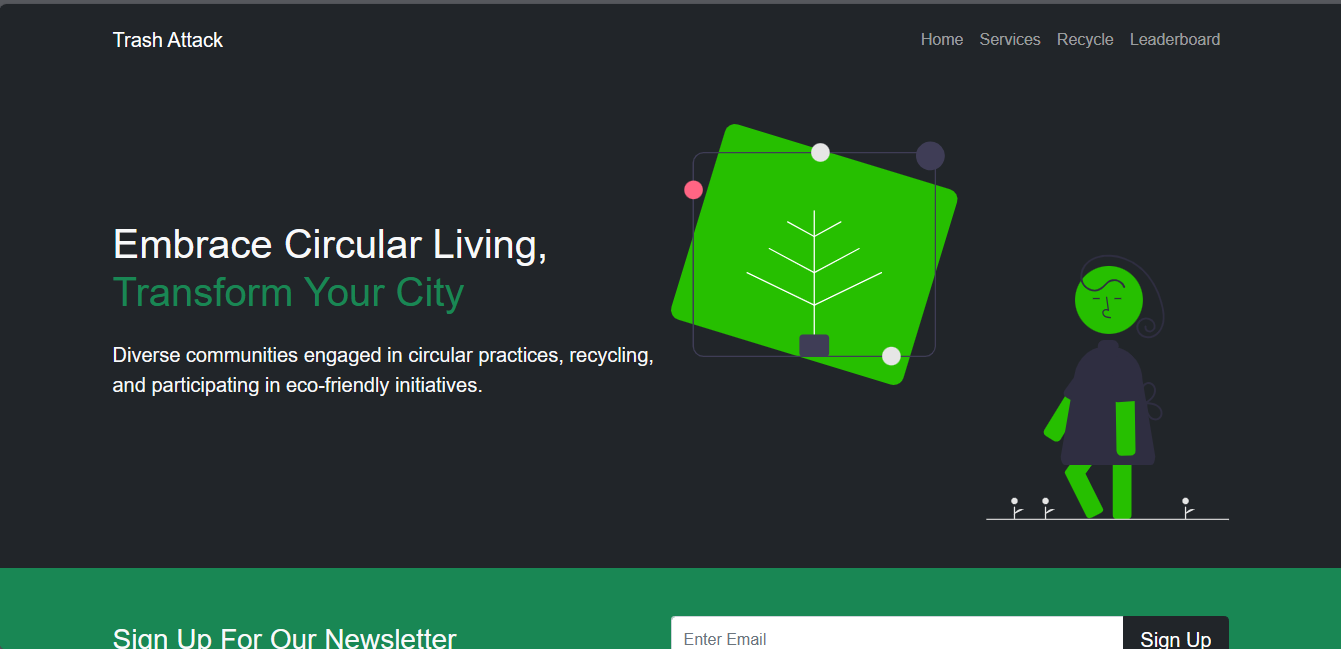 Trash Attack
Home Services Recycle Leaderboard
Embrace Circular Living,
Transform Your City
Diverse communities engaged in circular practices, recycling,
and participating in eco-friendly initiatives.
Sign Up For Our Newsletter
Enter Email
Sign Up